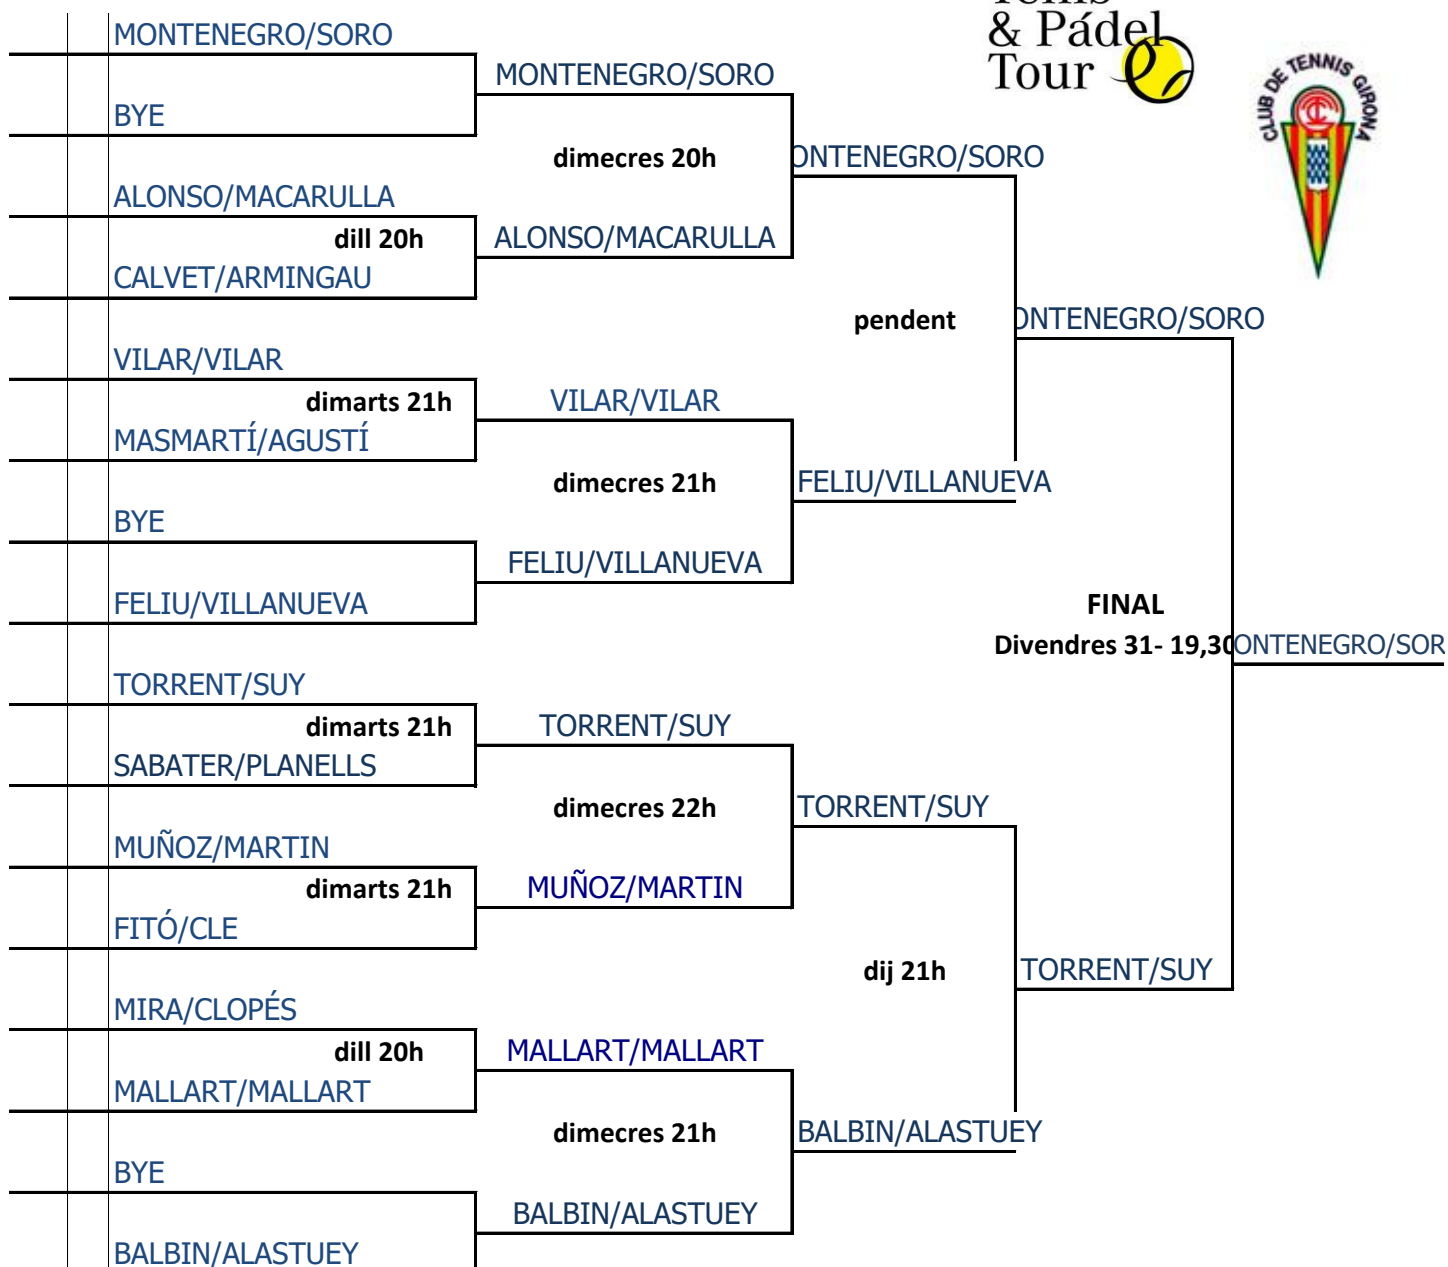 Tenis
& Pádel
Tour
CLUB DE TENNIS GIRONA
MONTENEGRO/SORO
MONTENEGRO/SORO
BYE
dimecres 20h
ONTENEGRO/SORO
ALONSO/MACARULLA
dill 20h
ALONSO/MACARULLA
CALVET/ARMINGAU
pendent
ONTENEGRO/SORO
VILAR/VILAR
dimarts 21h
VILAR/VILAR
MASMARTÍ/AGUSTÍ
dimecres 21h
FELIU/VILLANUEVA
BYE
FELIU/VILLANUEVA
FELIU/VILLANUEVA
FINAL
Divendres 31- 19,30
ONTENEGRO/SOR
TORRENT/SUY
dimarts 21h
TORRENT/SUY
SABATER/PLANELLS
dimecres 22h
TORRENT/SUY
MUÑOZ/MARTIN
dimarts 21h
MUÑOZ/MARTIN
FITÓ/CLE
dij 21h
TORRENT/SUY
MIRA/CLOPÉS
dill 20h
MALLART/MALLART
MALLART/MALLART
dimecres 21h
BALBIN/ALASTUEY
BYE
BALBIN/ALASTUEY
BALBIN/ALASTUEY